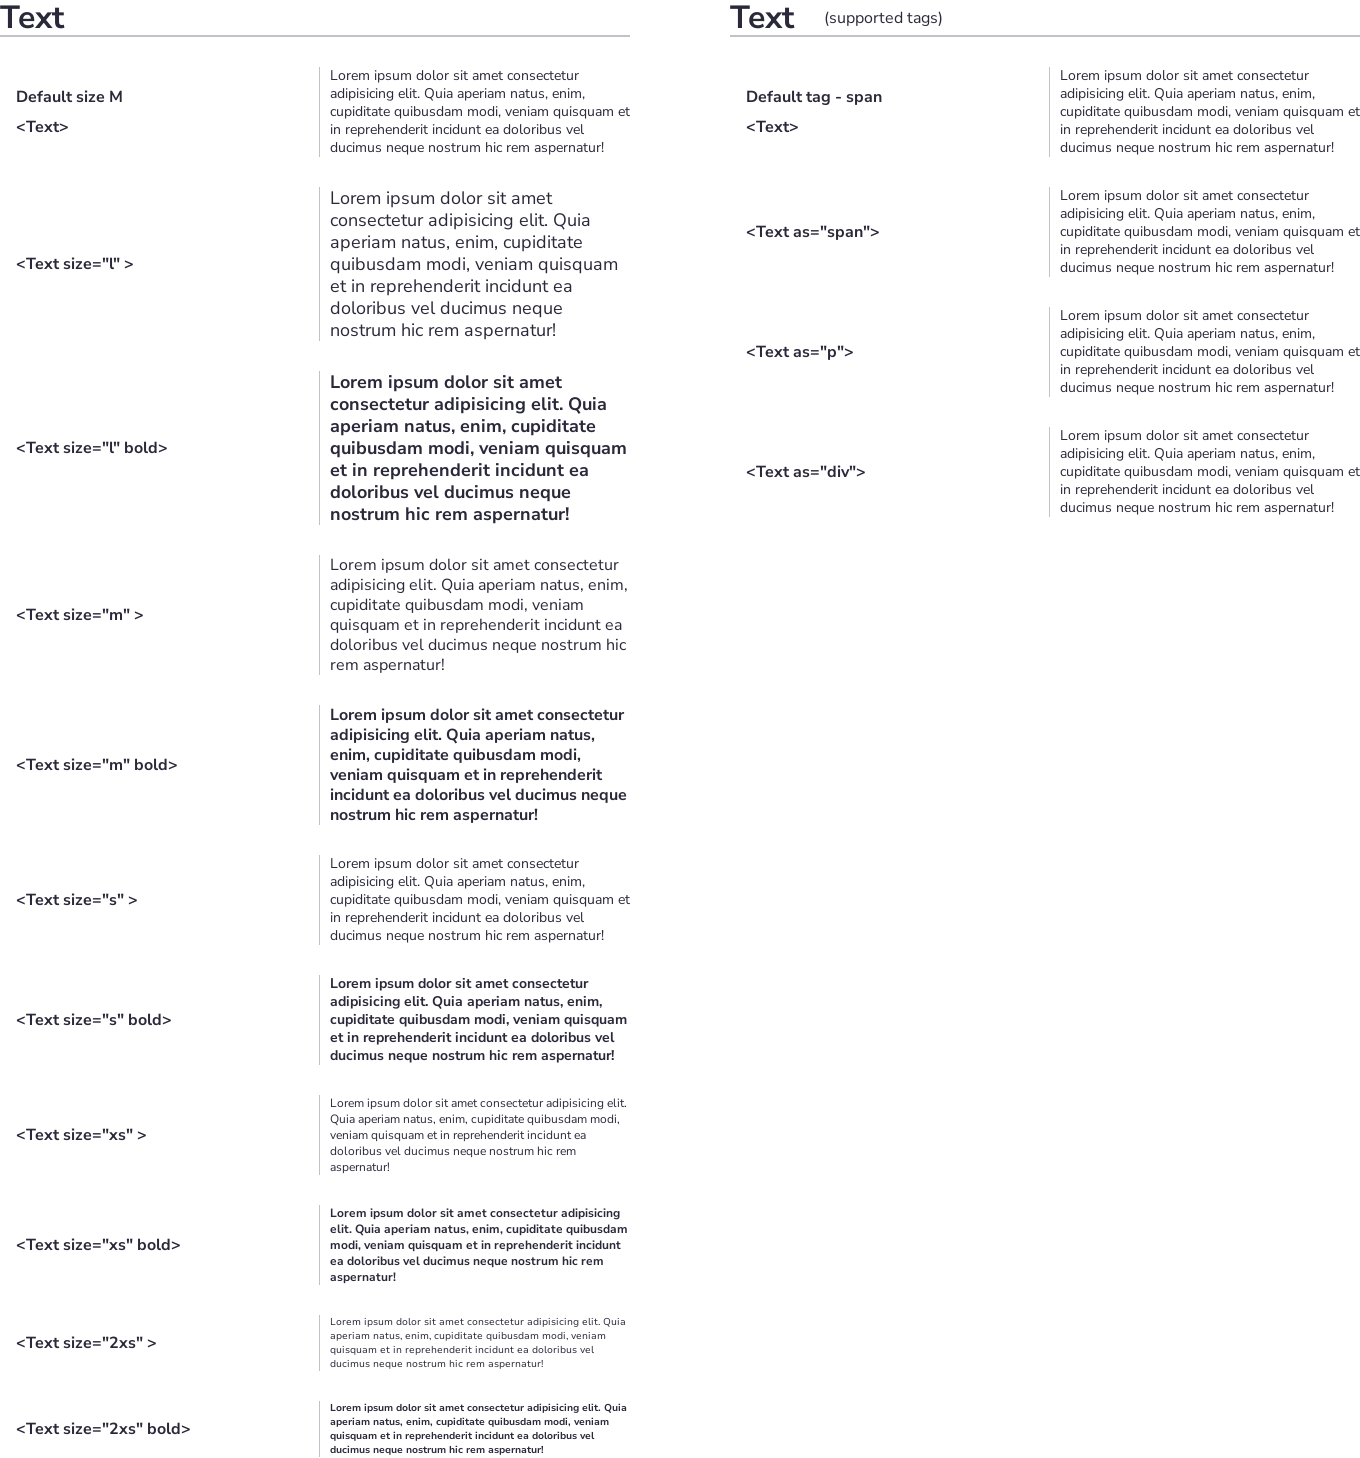 Text
Default size M
<Text>
Lorem ipsum dolor sit amet consectetur
adipisicing elit. Quia aperiam natus, enim,
cupiditate quibusdam modi, veniam quisquam et
in reprehenderit incidunt ea doloribus vel
ducimus neque nostrum hic rem aspernatur!
<Text size="l" >
Lorem ipsum dolor sit amet
consectetur adipisicing elit. Quia
aperiam natus, enim, cupiditate
quibusdam modi, veniam quisquam
et in reprehenderit incidunt ea
doloribus vel ducimus neque
nostrum hic rem aspernatur!
<Text size="l" bold>
Lorem ipsum dolor sit amet
consectetur adipisicing elit. Quia
aperiam natus, enim, cupiditate
quibusdam modi, veniam quisquam
et in reprehenderit incidunt ea
doloribus vel ducimus neque
nostrum hic rem aspernatur!
<Text size="m" >
Lorem ipsum dolor sit amet consectetur
adipisicing elit. Quia aperiam natus, enim,
cupiditate quibusdam modi, veniam
quisquam et in reprehenderit incidunt ea
doloribus vel ducimus neque nostrum hic
rem aspernatur!
<Text size="m" bold>
Lorem ipsum dolor sit amet consectetur
adipisicing elit. Quia aperiam natus,
enim, cupiditate quibusdam modi,
veniam quisquam et in reprehenderit
incidunt ea doloribus vel ducimus neque
nostrum hic rem aspernatur!
<Text size="s" >
Lorem ipsum dolor sit amet consectetur
adipisicing elit. Quia aperiam natus, enim,
cupiditate quibusdam modi, veniam quisquam et
in reprehenderit incidunt ea doloribus vel
ducimus neque nostrum hic rem aspernatur!
<Text size="s" bold>
Lorem ipsum dolor sit amet consectetur
adipisicing elit. Quia aperiam natus, enim,
cupiditate quibusdam modi, veniam quisquam
et in reprehenderit incidunt ea doloribus vel
ducimus neque nostrum hic rem aspernatur!
<Text size="xs" >
Lorem ipsum dolor sit amet consectetur adipisicing elit.
Quia aperiam natus, enim, cupiditate quibusdam modi,
veniam quisquam et in reprehenderit incidunt ea
doloribus vel ducimus neque nostrum hic rem
aspernatur!
<Text size="xs" bold>
Lorem ipsum dolor sit amet consectetur adipisicing
elit. Quia aperiam natus, enim, cupiditate quibusdam
modi, veniam quisquam et in reprehenderit incidunt
ea doloribus vel ducimus neque nostrum hic rem
aspernatur!
<Text size="2xs" >
Lorem ipsum dolor sit amet consectetur adipisicing elit. Quia
aperiam natus, enim, cupiditate quibusdam modi, veniam
quisquam et in reprehenderit incidunt ea doloribus vel
ducimus neque nostrum hic rem aspernatur!
<Text size="2xs" bold>
Lorem ipsum dolor sit amet consectetur adipisicing elit. Quia
aperiam natus, enim, cupiditate quibusdam modi, veniam
quisquam et in reprehenderit incidunt ea doloribus vel
ducimus neque nostrum hic rem aspernatur!
Text (supported tags)
Default tag - span
<Text>
Lorem ipsum dolor sit amet consectetur
adipisicing elit. Quia aperiam natus, enim,
cupiditate quibusdam modi, veniam quisquam et
in reprehenderit incidunt ea doloribus vel
ducimus neque nostrum hic rem aspernatur!
<Text as="span">
Lorem ipsum dolor sit amet consectetur
adipisicing elit. Quia aperiam natus, enim,
cupiditate quibusdam modi, veniam quisquam et
in reprehenderit incidunt ea doloribus vel
ducimus neque nostrum hic rem aspernatur!
<Text as="p">
Lorem ipsum dolor sit amet consectetur
adipisicing elit. Quia aperiam natus, enim,
cupiditate quibusdam modi, veniam quisquam et
in reprehenderit incidunt ea doloribus vel
ducimus neque nostrum hic rem aspernatur!
<Text as="div">
Lorem ipsum dolor sit amet consectetur
adipisicing elit. Quia aperiam natus, enim,
cupiditate quibusdam modi, veniam quisquam et
in reprehenderit incidunt ea doloribus vel
ducimus neque nostrum hic rem aspernatur!